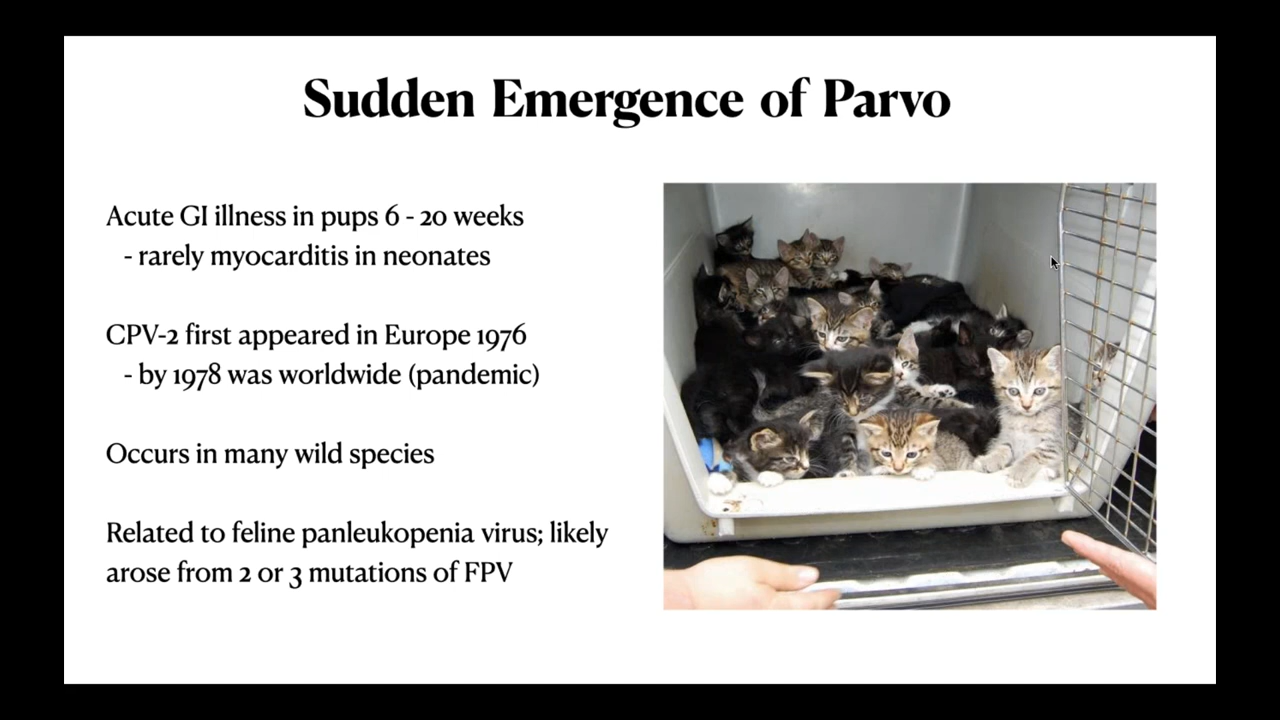 Sudden Emergence of Parvo
Acute GI illness in pups 6 - 20 weeks
- rarely myocarditis in neonates
CPV-2 first appeared in Europe 1976
- by 1978 was worldwide (pandemic)
Occurs in many wild species
Related to feline panleukopenia virus; likely
arose from 2 or 3 mutations of FPV